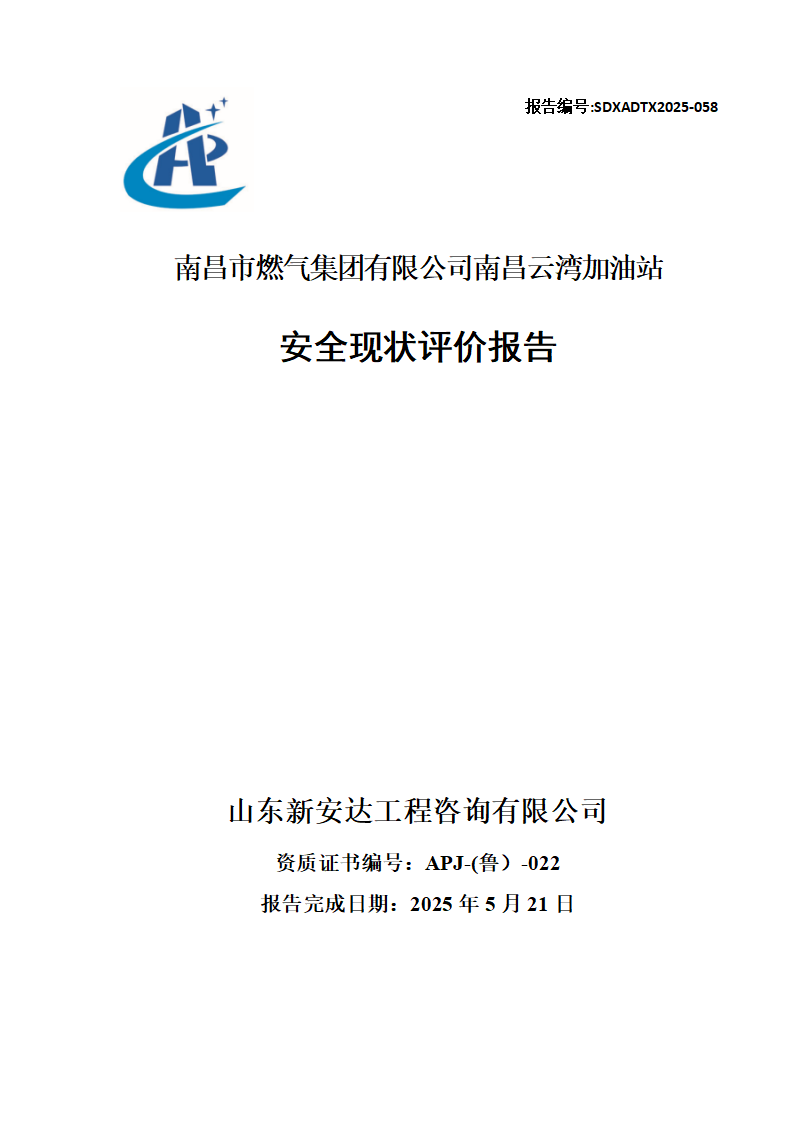 报告编号:SDXADTX2025-058
南昌市燃气集团有限公司南昌云湾加油站
安全现状评价报告
山东新安达工程咨询有限公司
资质证书编号：APJ-(鲁）-022
报告完成日期：2025 年 5 月 21 日